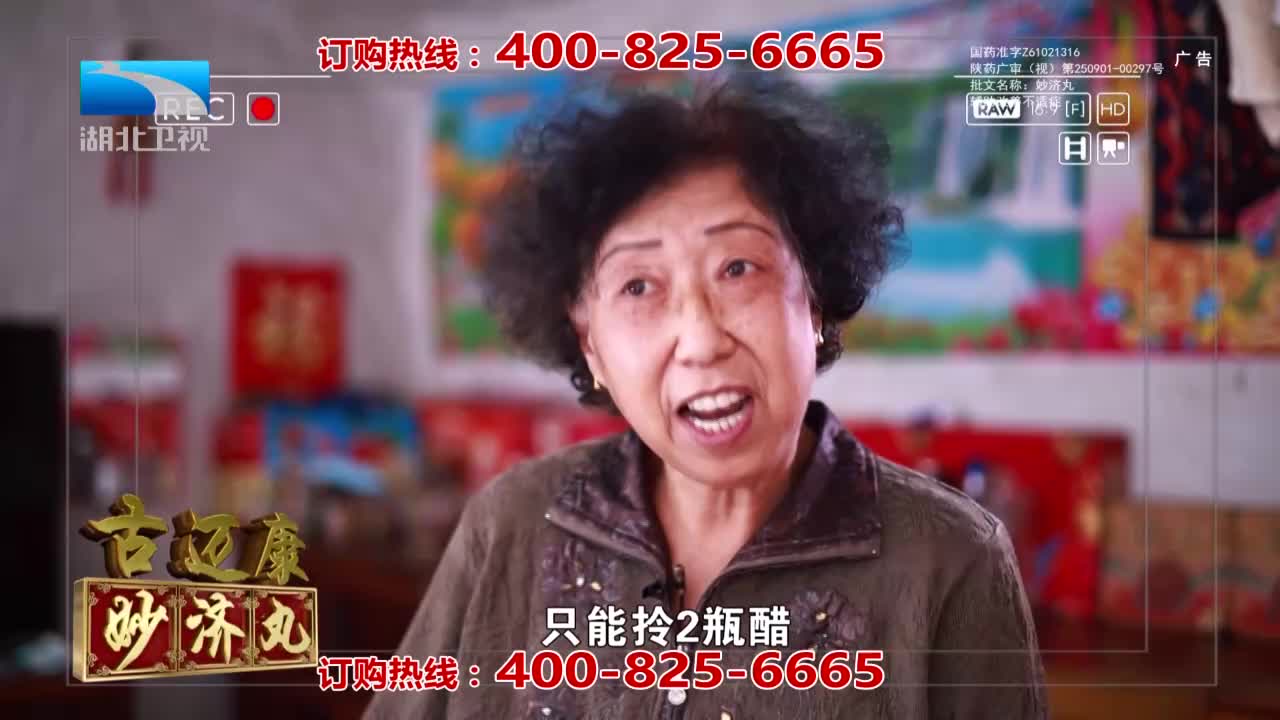 订购热线：400-825-6665
国药准字Z61021316
陕药广审（视）第250901-00297号
广告
批文名称：妙济丸
REC
RAW 16:9 [F] HD
湖北卫视
古迈康
妙济丸
只能拎2瓶醋
订购热线：400-825-6665